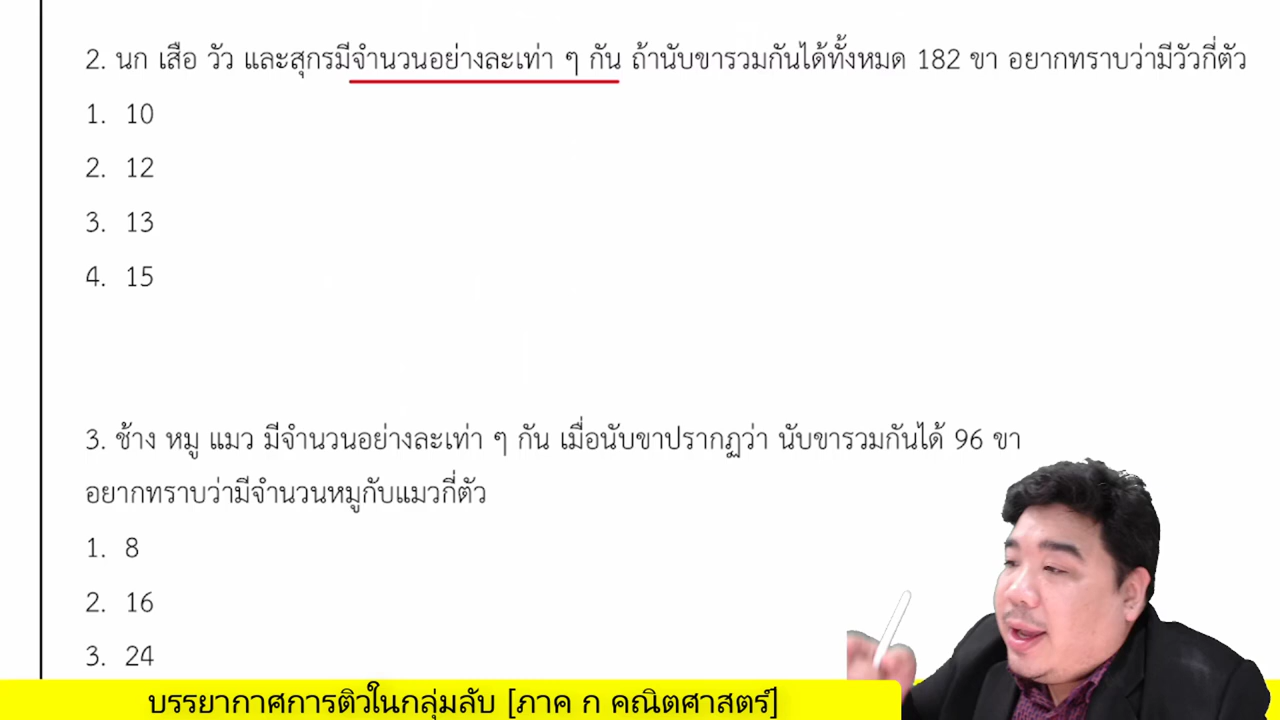 2. นก เสือ วัว และสุกรมีจำนวนอย่างละเท่า ๆ กัน ถ้านับขารวมกันได้ทั้งหมด 182 ขา อยากทราบว่ามีวัวกี่ตัว
1. 10
2. 12
3. 13
4. 15
3. ช้าง หมู แมว มีจำนวนอย่างละเท่า ๆ กัน เมื่อนับขาปรากฏว่า นับขารวมกันได้ 96 ขา
อยากทราบว่ามีจำนวนหมูกับแมวกี่ตัว
1. 8
2. 16
3. 24
บรรยากาศการติวในกลุ่มลับ [ภาค ก คณิตศาสตร์]